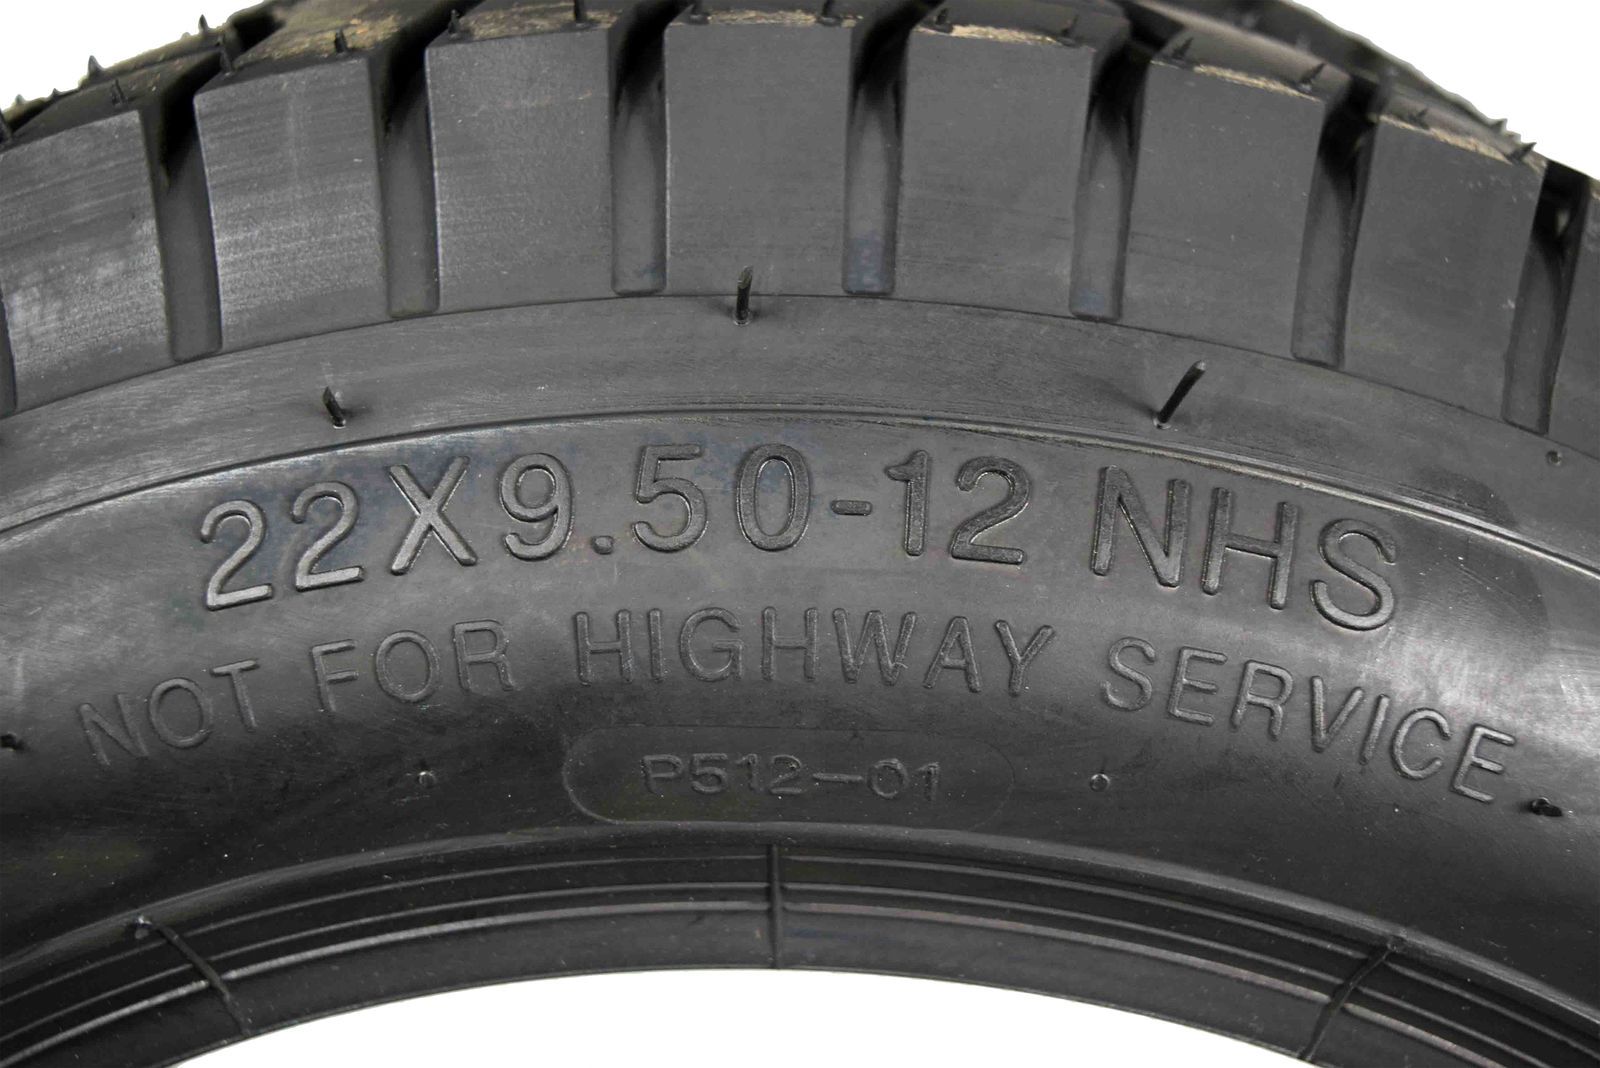 22X9.50-12 NHS
NOT FOR HIGHWAY SERVICE
P512-01